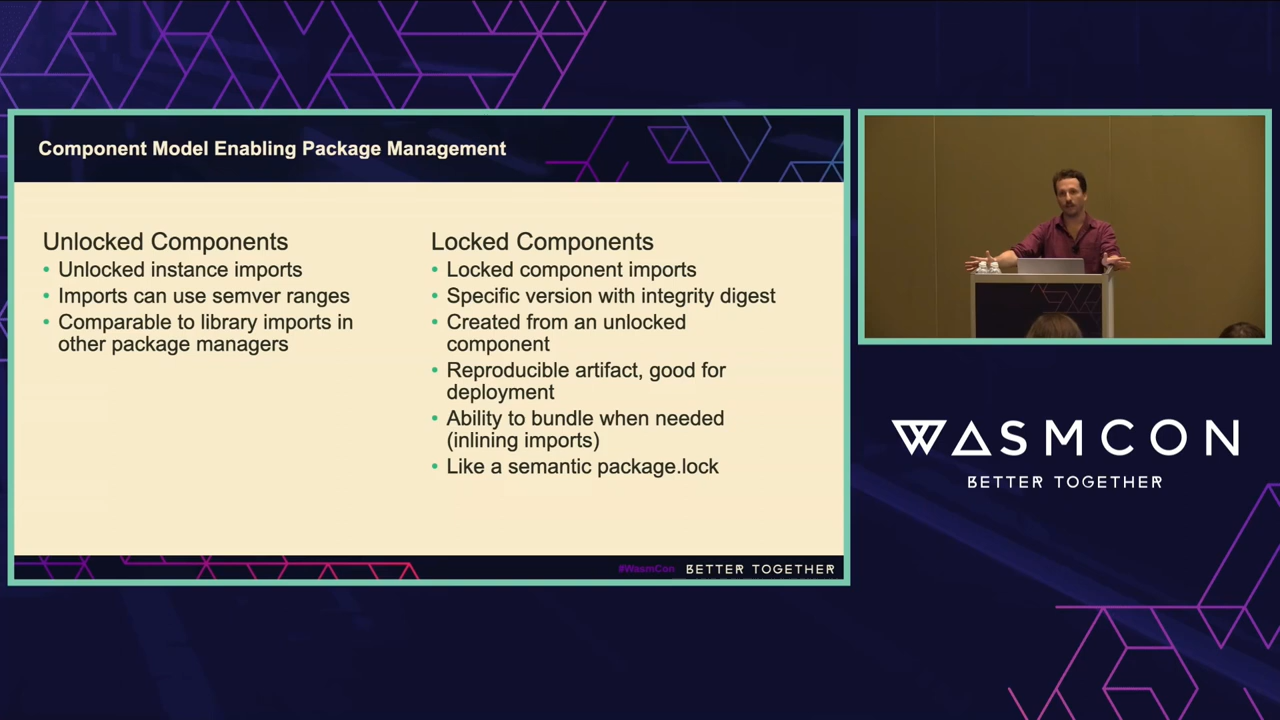 Component Model Enabling Package Management
Unlocked Components
• Unlocked instance imports
• Imports can use semver ranges
• Comparable to library imports in
other package managers
Locked Components
• Locked component imports
• Specific version with integrity digest
• Created from an unlocked
component
• Reproducible artifact, good for
deployment
• Ability to bundle when needed
(inlining imports)
• Like a semantic package.lock
#WasmCon BETTER TOGETHER
WASMCON
BETTER TOGETHER